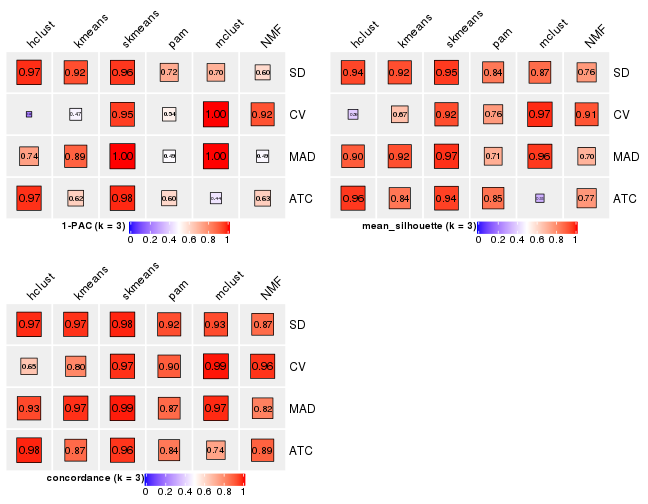 hclust kmeans skmeans pam mclust NMF
0.97 0.92 0.96 0.72 0.70 0.60 SD
0.47 0.95 0.54 1.00 0.92 CV
0.74 0.89 1.00 0.49 1.00 0.49 MAD
0.97 0.62 0.98 0.60 0.44 0.63 ATC
1-PAC (k = 3)
0 0.2 0.4 0.6 0.8 1
hclust kmeans skmeans pam mclust NMF
0.94 0.92 0.95 0.84 0.87 0.76 SD
0.67 0.92 0.76 0.97 0.91 CV
0.90 0.92 0.97 0.71 0.96 0.70 MAD
0.96 0.84 0.94 0.85 0.77 ATC
mean_silhouette (k = 3)
0 0.2 0.4 0.6 0.8 1
hclust kmeans skmeans pam mclust NMF
0.97 0.97 0.98 0.92 0.93 0.87 SD
0.65 0.80 0.97 0.90 0.99 0.96 CV
0.93 0.97 0.99 0.87 0.97 0.82 MAD
0.98 0.87 0.96 0.84 0.74 0.89 ATC
concordance (k = 3)
0 0.2 0.4 0.6 0.8 1